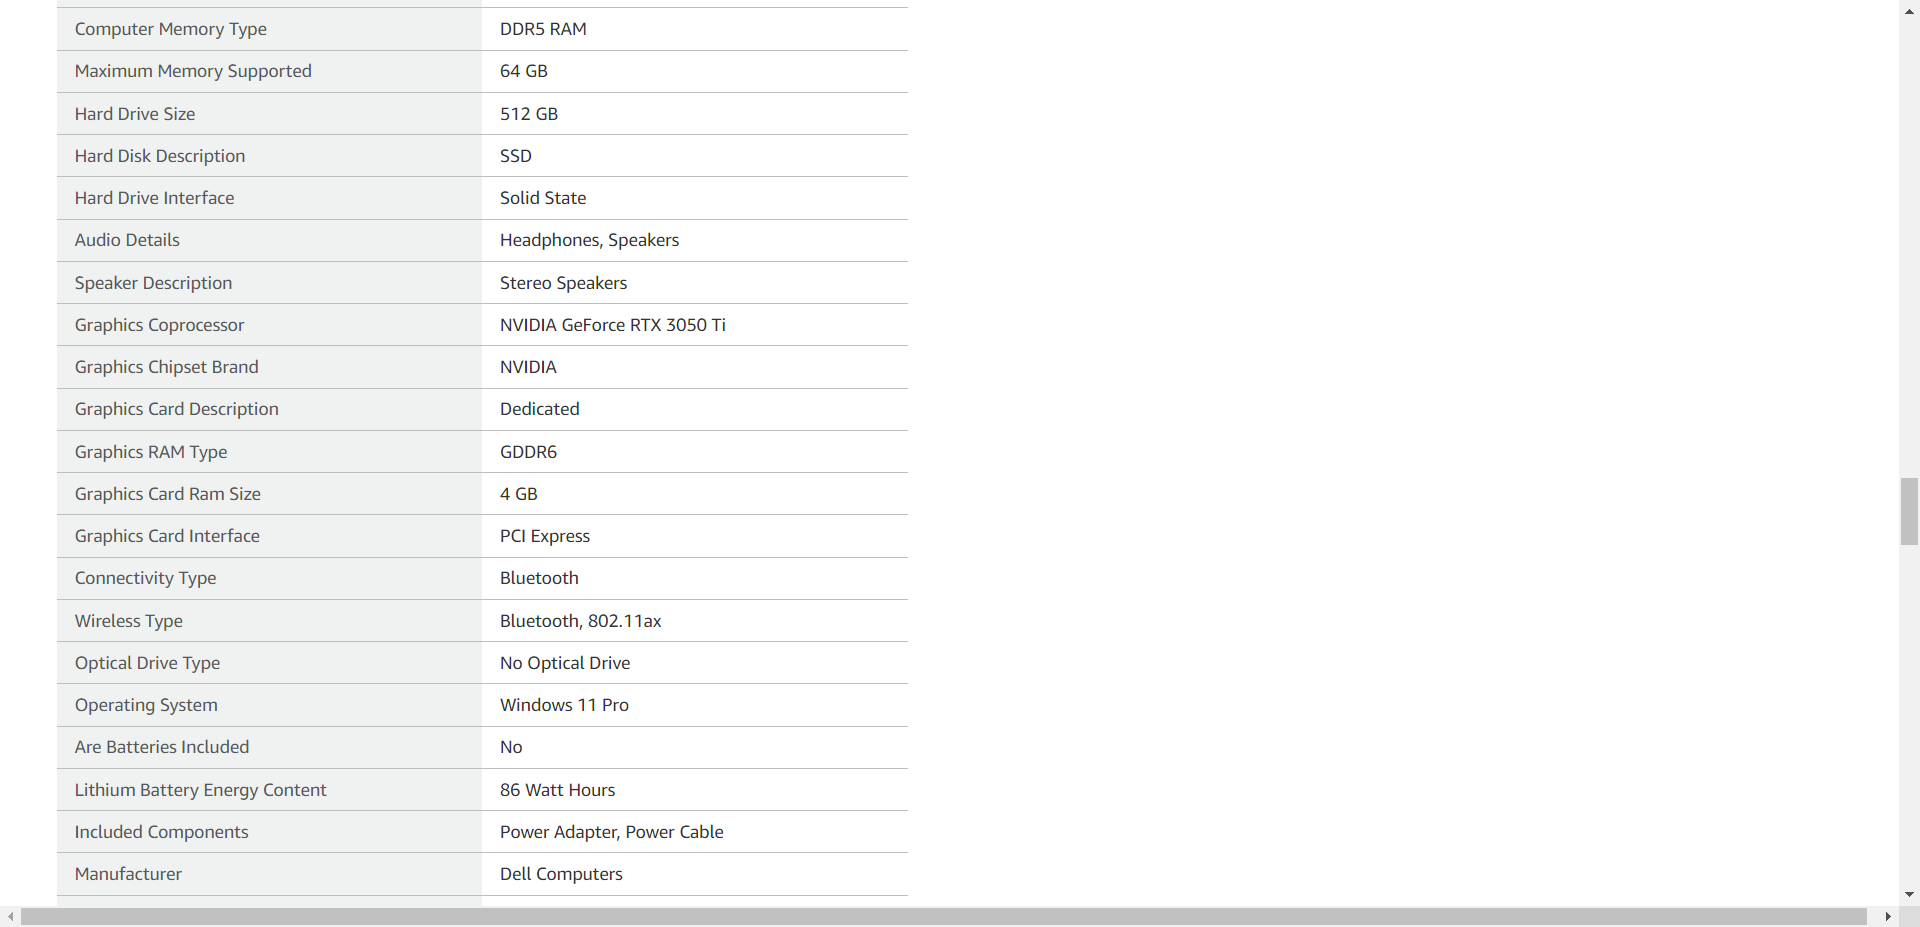 Computer Memory Type DDR5 RAM
Maximum Memory Supported 64 GB
Hard Drive Size 512 GB
Hard Disk Description SSD
Hard Drive Interface Solid State
Audio Details Headphones, Speakers
Speaker Description Stereo Speakers
Graphics Coprocessor NVIDIA GeForce RTX 3050 Ti
Graphics Chipset Brand NVIDIA
Graphics Card Description Dedicated
Graphics RAM Type GDDR6
Graphics Card Ram Size 4 GB
Graphics Card Interface PCI Express
Connectivity Type Bluetooth
Wireless Type Bluetooth, 802.11ax
Optical Drive Type No Optical Drive
Operating System Windows 11 Pro
Are Batteries Included No
Lithium Battery Energy Content 86 Watt Hours
Included Components Power Adapter, Power Cable
Manufacturer Dell Computers